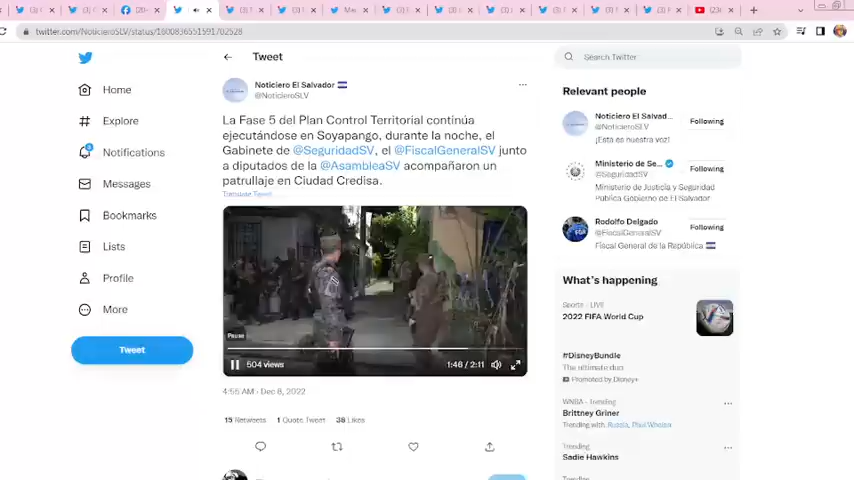 twitter.com/NoticieroSLV/status/1600836551591702528
Tweet
Noticiero El Salvador
@NoticieroSLV
La Fase 5 del Plan Control Territorial continúa
ejecutándose en Soyapango, durante la noche, el
Gabinete de @SeguridadSV, el @FiscalGeneralSV junto
a diputados de la @AsambleaSV acompañaron un
patrullaje en Ciudad Credisa.
Translate Tweet
Pause
504 views
1:46 / 2:11
4:55 AM · Dec 8, 2022
15 Retweets 1 Quote Tweet 38 Likes
Home
Explore
Notifications
Messages
Bookmarks
Lists
Profile
More
Tweet
Search Twitter
Relevant people
Noticiero El Salvad...
@NoticieroSLV
Following
¡Esta es nuestra voz!
Ministerio de Se...
@SeguridadSV
Following
Ministerio de Justicia y Seguridad
Pública Gobierno de El Salvador
Rodolfo Delgado
@FiscalGeneralSV
Following
Fiscal General de la República
What's happening
Sports · LIVE
2022 FIFA World Cup
#DisneyBundle
The ultimate duo
Promoted by Disney+
WNBA · Trending
Brittney Griner
Trending with Russia, Paul Whelan
Trending
Sadie Hawkins